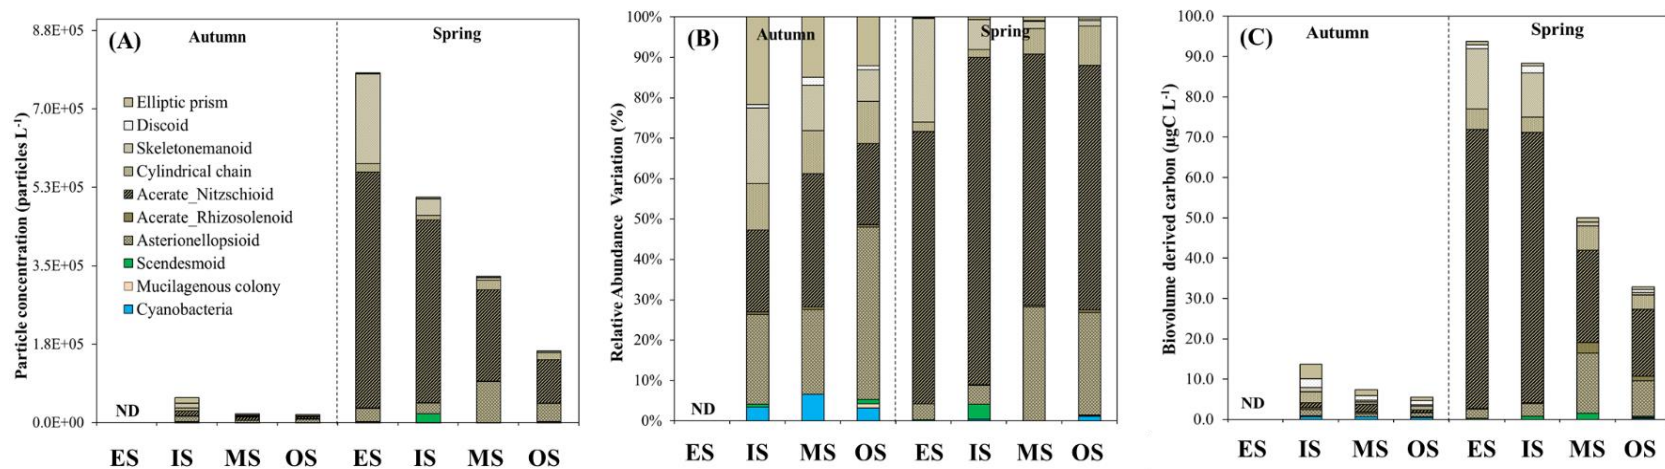 (A)
Autumn
Spring
Particle concentration (particles L⁻¹)
8.8E+05
7.0E+05
5.3E+05
3.5E+05
1.8E+05
0.0E+00
Elliptic prism
Discoid
Skeletonemanoid
Cylindrical chain
Acerate_Nitzschioid
Acerate_Rhizosolenoid
Asterionellopsioid
Scendesmoid
Mucilagenous colony
Cyanobacteria
ND
ES IS MS OS ES IS MS OS
(B)
Autumn
Spring
Relative Abundance Variation (%)
100%
90%
80%
70%
60%
50%
40%
30%
20%
10%
0%
ND
ES IS MS OS ES IS MS OS
(C)
Autumn
Spring
Biovolume derived carbon (µgC L⁻¹)
100.0
90.0
80.0
70.0
60.0
50.0
40.0
30.0
20.0
10.0
0.0
ND
ES IS MS OS ES IS MS OS